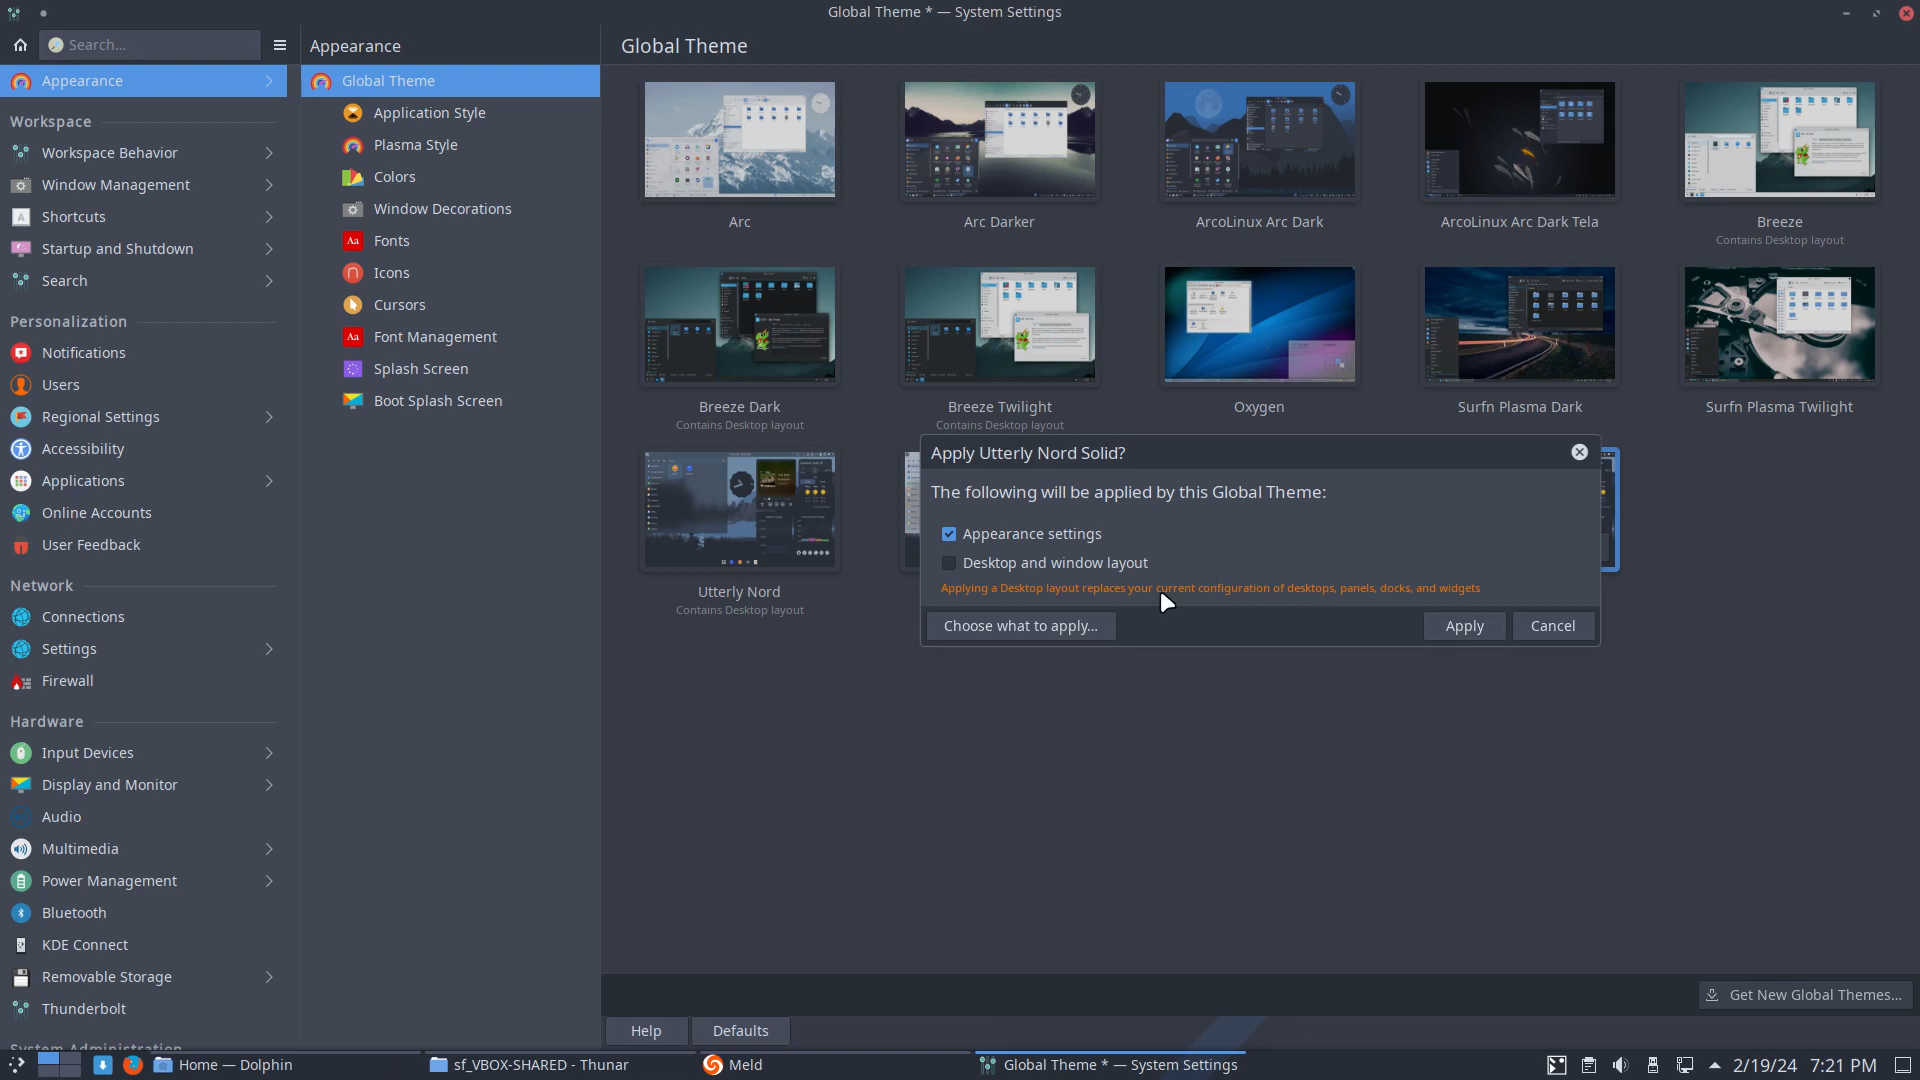 Global Theme * — System Settings
Search...
Appearance
Global Theme
Appearance
Workspace
Workspace Behavior
Window Management
Shortcuts
Startup and Shutdown
Search
Personalization
Notifications
Users
Regional Settings
Accessibility
Applications
Online Accounts
User Feedback
Network
Connections
Settings
Firewall
Hardware
Input Devices
Display and Monitor
Audio
Multimedia
Power Management
Bluetooth
KDE Connect
Removable Storage
Thunderbolt
System Administration
Global Theme
Application Style
Plasma Style
Colors
Window Decorations
Fonts
Icons
Cursors
Font Management
Splash Screen
Boot Splash Screen
Arc
Arc Darker
ArcoLinux Arc Dark
ArcoLinux Arc Dark Tela
Breeze
Contains Desktop layout
Breeze Dark
Contains Desktop layout
Breeze Twilight
Contains Desktop layout
Oxygen
Surfn Plasma Dark
Surfn Plasma Twilight
Utterly Nord
Contains Desktop layout
Apply Utterly Nord Solid?
The following will be applied by this Global Theme:
Appearance settings
Desktop and window layout
Applying a Desktop layout replaces your current configuration of desktops, panels, docks, and widgets
Choose what to apply...
Apply
Cancel
Get New Global Themes...
Help
Defaults
Home — Dolphin
sf_VBOX-SHARED - Thunar
Meld
Global Theme * — System Settings
2/19/24
7:21 PM